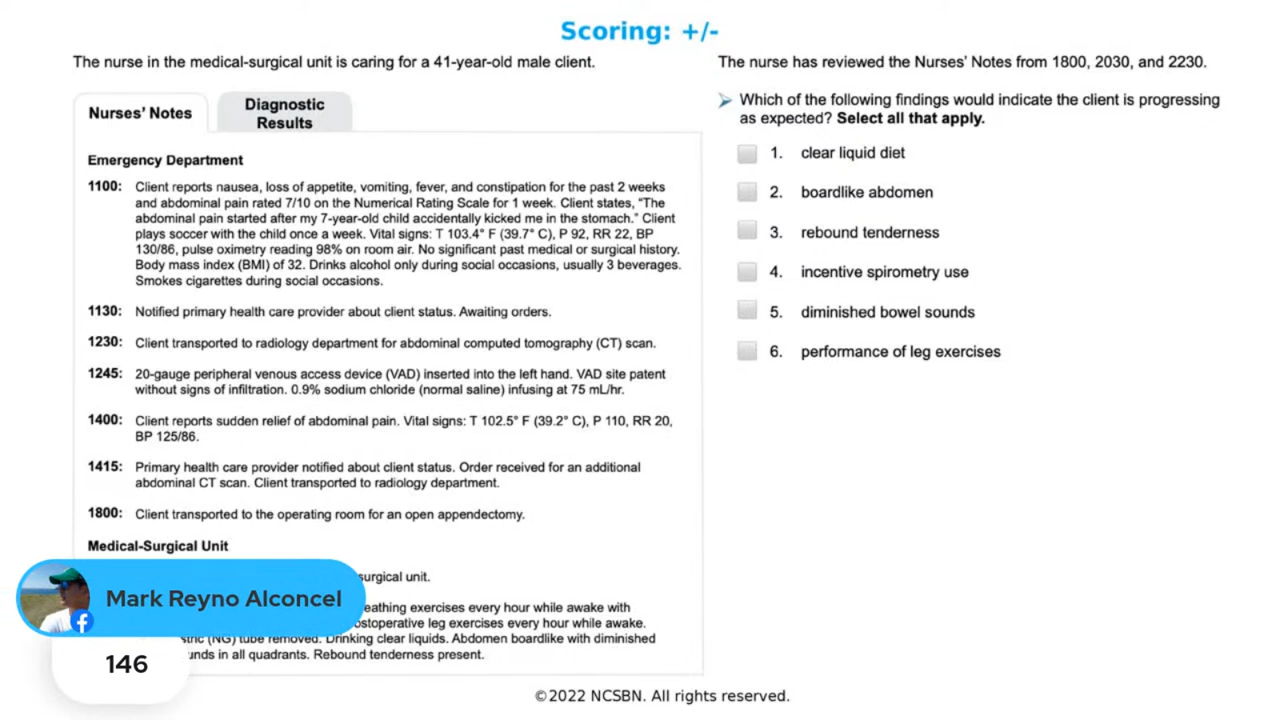 Scoring: +/-
The nurse in the medical-surgical unit is caring for a 41-year-old male client.
Nurses' Notes
Diagnostic
Results
Emergency Department
1100: Client reports nausea, loss of appetite, vomiting, fever, and constipation for the past 2 weeks
and abdominal pain rated 7/10 on the Numerical Rating Scale for 1 week. Client states, “The
abdominal pain started after my 7-year-old child accidentally kicked me in the stomach.” Client
plays soccer with the child once a week. Vital signs: T 103.4° F (39.7° C), P 92, RR 22, BP
130/86, pulse oximetry reading 98% on room air. No significant past medical or surgical history.
Body mass index (BMI) of 32. Drinks alcohol only during social occasions, usually 3 beverages.
Smokes cigarettes during social occasions.
1130: Notified primary health care provider about client status. Awaiting orders.
1230: Client transported to radiology department for abdominal computed tomography (CT) scan.
1245: 20-gauge peripheral venous access device (VAD) inserted into the left hand. VAD site patent
without signs of infiltration. 0.9% sodium chloride (normal saline) infusing at 75 mL/hr.
1400: Client reports sudden relief of abdominal pain. Vital signs: T 102.5° F (39.2° C), P 110, RR 20,
BP 125/86.
1415: Primary health care provider notified about client status. Order received for an additional
abdominal CT scan. Client transported to radiology department.
1800: Client transported to the operating room for an open appendectomy.
Medical-Surgical Unit
surgical unit.
eathing exercises every hour while awake with
ostoperative leg exercises every hour while awake.
stric (NG) tube removed. Drinking clear liquids. Abdomen boardlike with diminished
unds in all quadrants. Rebound tenderness present.
Mark Reyno Alconcel
146
The nurse has reviewed the Nurses' Notes from 1800, 2030, and 2230.
Which of the following findings would indicate the client is progressing
as expected? Select all that apply.
1. clear liquid diet
2. boardlike abdomen
3. rebound tenderness
4. incentive spirometry use
5. diminished bowel sounds
6. performance of leg exercises
©2022 NCSBN. All rights reserved.